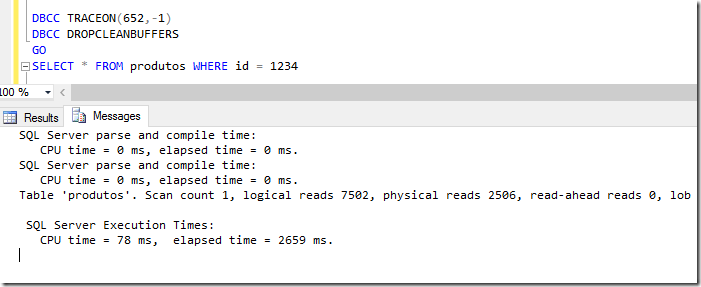 DBCC TRACEON(652,-1)
DBCC DROPCLEANBUFFERS
GO
SELECT * FROM produtos WHERE id = 1234
100 %
Results Messages
SQL Server parse and compile time:
CPU time = 0 ms, elapsed time = 0 ms.
SQL Server parse and compile time:
CPU time = 0 ms, elapsed time = 0 ms.
Table 'produtos'. Scan count 1, logical reads 7502, physical reads 2506, read-ahead reads 0, lob
SQL Server Execution Times:
CPU time = 78 ms, elapsed time = 2659 ms.